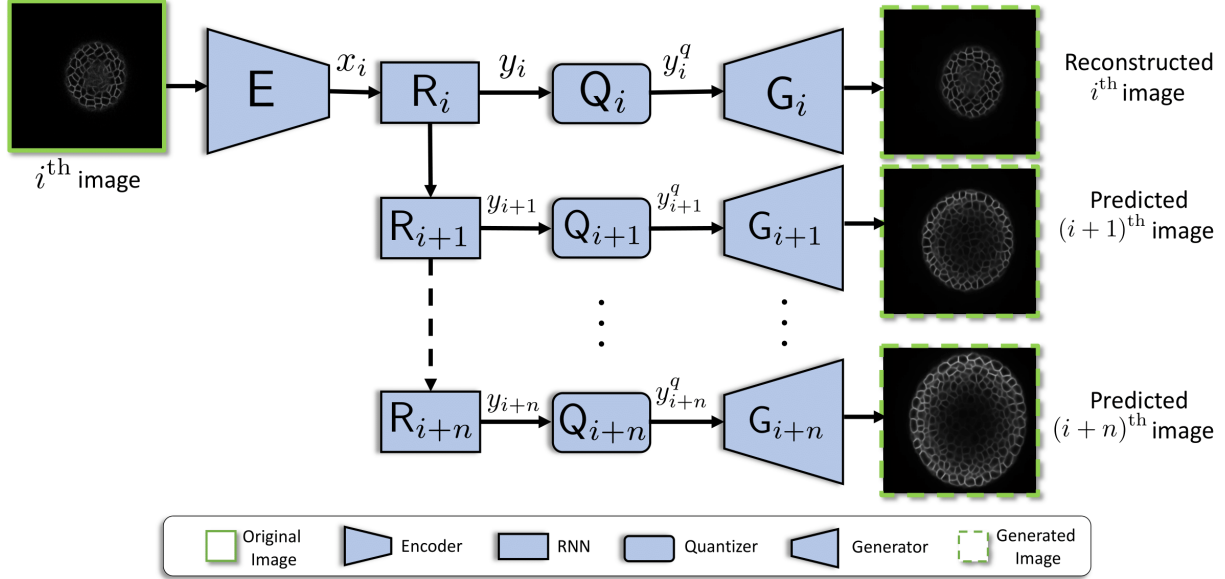 E
x_i
R_i
y_i
Q_i
y_i^q
G_i
Reconstructed
i^th image
i^th image
R_{i+1}
y_{i+1}
Q_{i+1}
y_{i+1}^q
G_{i+1}
Predicted
(i + 1)^th
image
R_{i+n}
y_{i+n}
Q_{i+n}
y_{i+n}^q
G_{i+n}
Predicted
(i + n)^th image
Original
Image
Encoder
RNN
Quantizer
Generator
Generated
Image